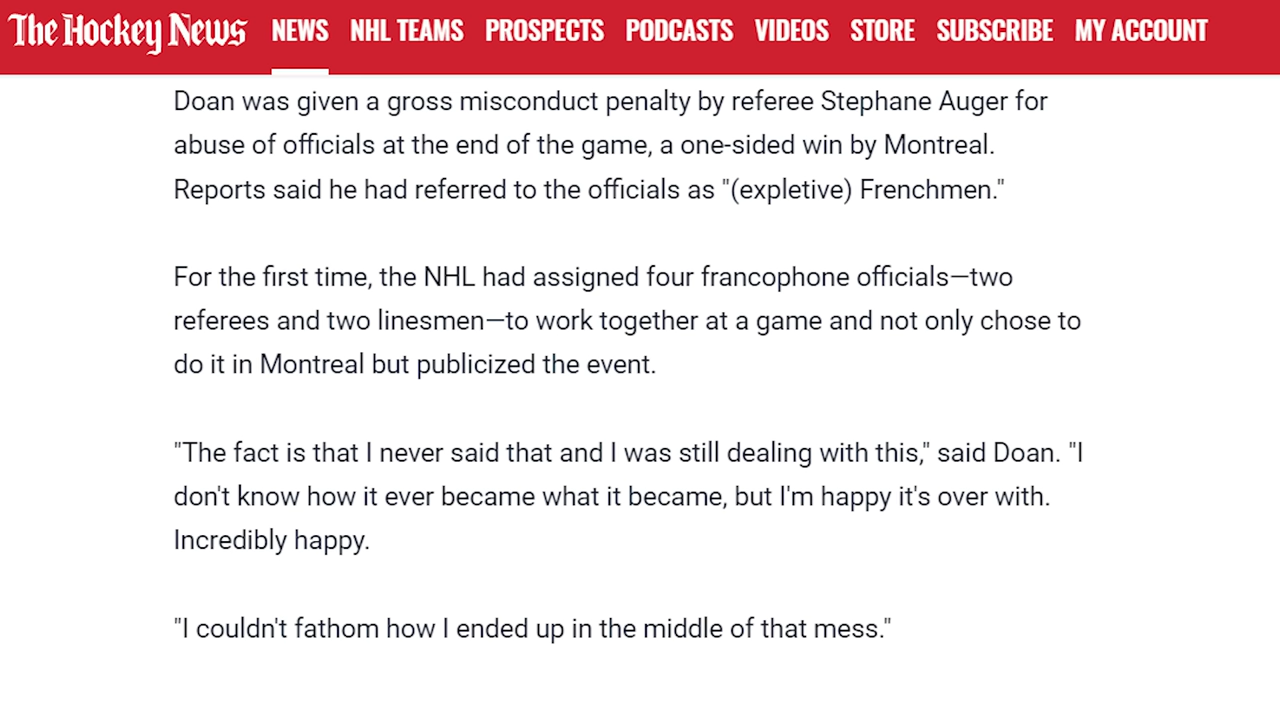 The Hockey News NEWS NHL TEAMS PROSPECTS PODCASTS VIDEOS STORE SUBSCRIBE MY ACCOUNT
Doan was given a gross misconduct penalty by referee Stephane Auger for
abuse of officials at the end of the game, a one-sided win by Montreal.
Reports said he had referred to the officials as "(expletive) Frenchmen."
For the first time, the NHL had assigned four francophone officials—two
referees and two linesmen—to work together at a game and not only chose to
do it in Montreal but publicized the event.
"The fact is that I never said that and I was still dealing with this," said Doan. "I
don't know how it ever became what it became, but I'm happy it's over with.
Incredibly happy.
"I couldn't fathom how I ended up in the middle of that mess."